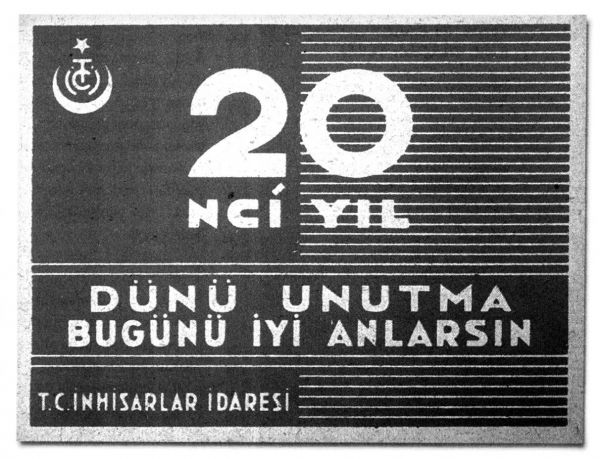 TC
20
NCİ YIL
DÜNÜ UNUTMA
BUGÜNÜ İYİ ANLARSIN
T.C. İNHİSARLAR İDARESİ